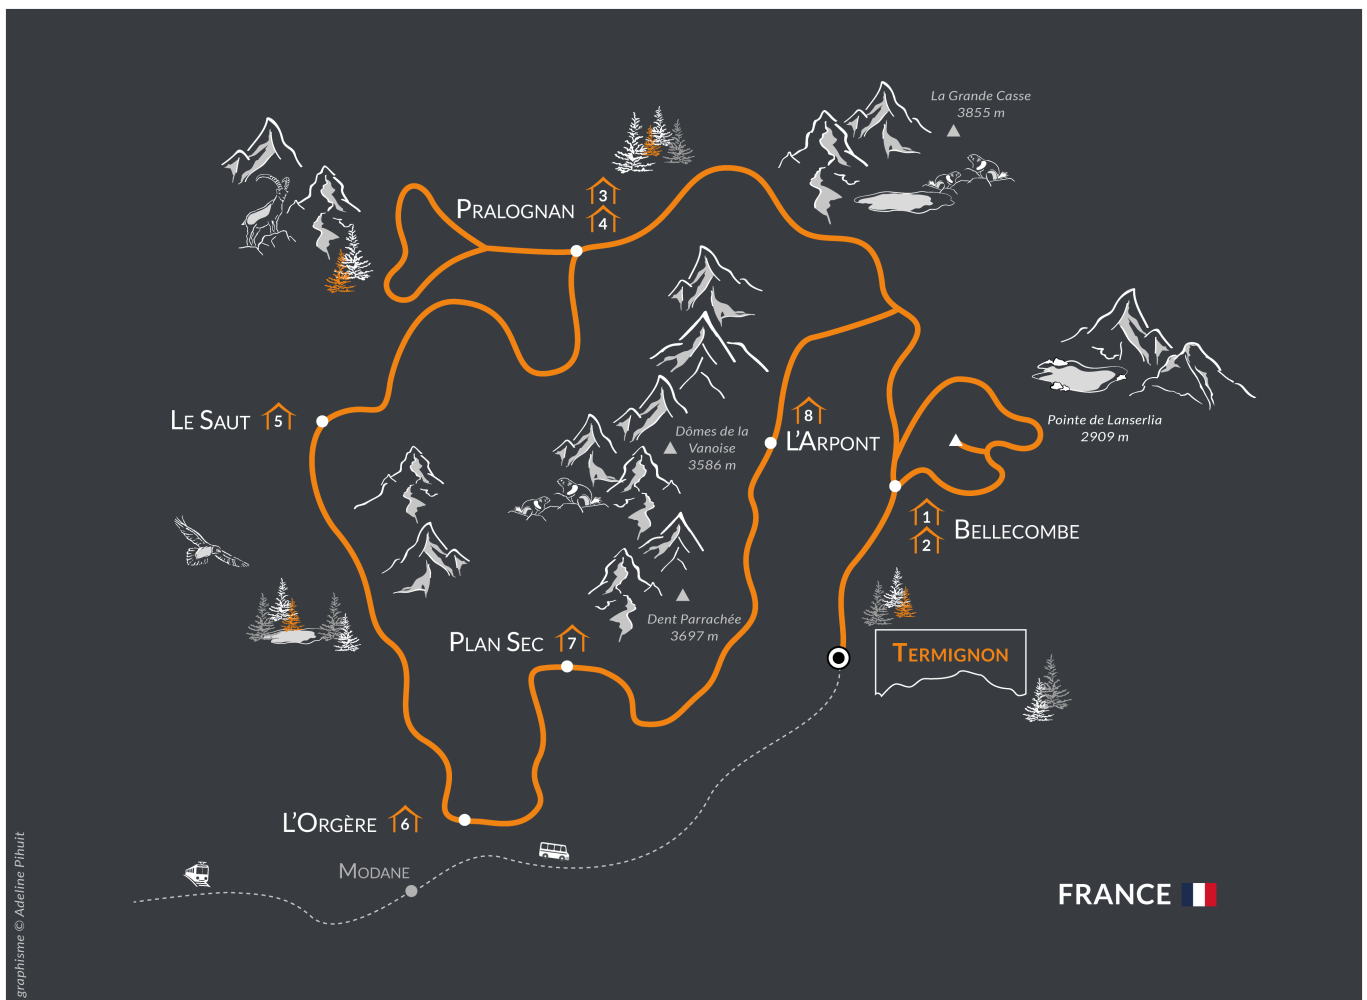 La Grande Casse
3855 m
3
PRALOGNAN
4
Pointe de Lanserlia
2909 m
LE SAUT 5
8
L'ARPONT
Dômes de la
Vanoise
3586 m
1
BELLECOMBE
2
Dent Parrachée
3697 m
PLAN SEC 7
TERMIGNON
L'ORGÈRE 6
MODANE
FRANCE
graphisme © Adeline Pihuit